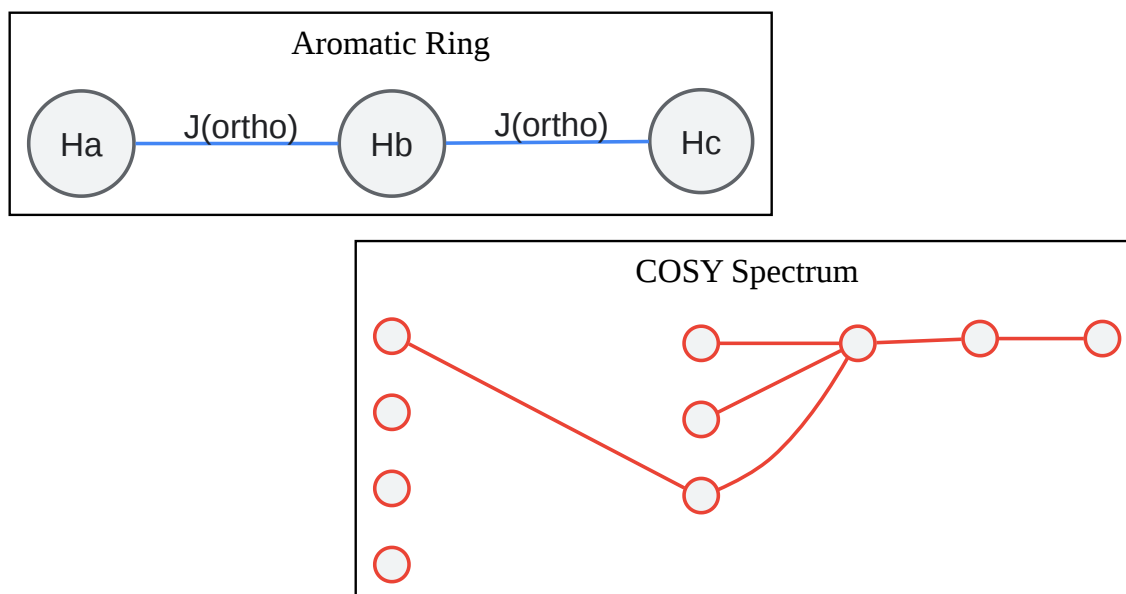 Aromatic Ring
Ha
J(ortho)
Hb
J(ortho)
Hc
COSY Spectrum